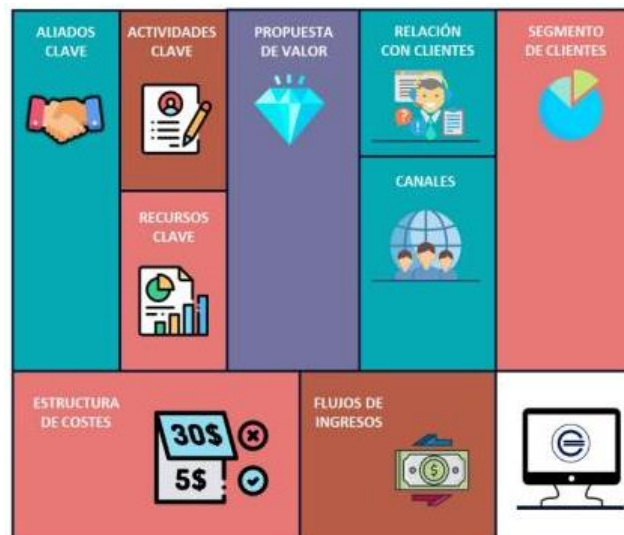 ALIADOS
CLAVE
ACTIVIDADES
CLAVE
PROPUESTA
DE VALOR
RELACIÓN
CON CLIENTES
SEGMENTO
DE CLIENTES
CANALES
RECURSOS
CLAVE
ESTRUCTURA
DE COSTES
30$
5$
FLUJOS DE
INGRESOS
$